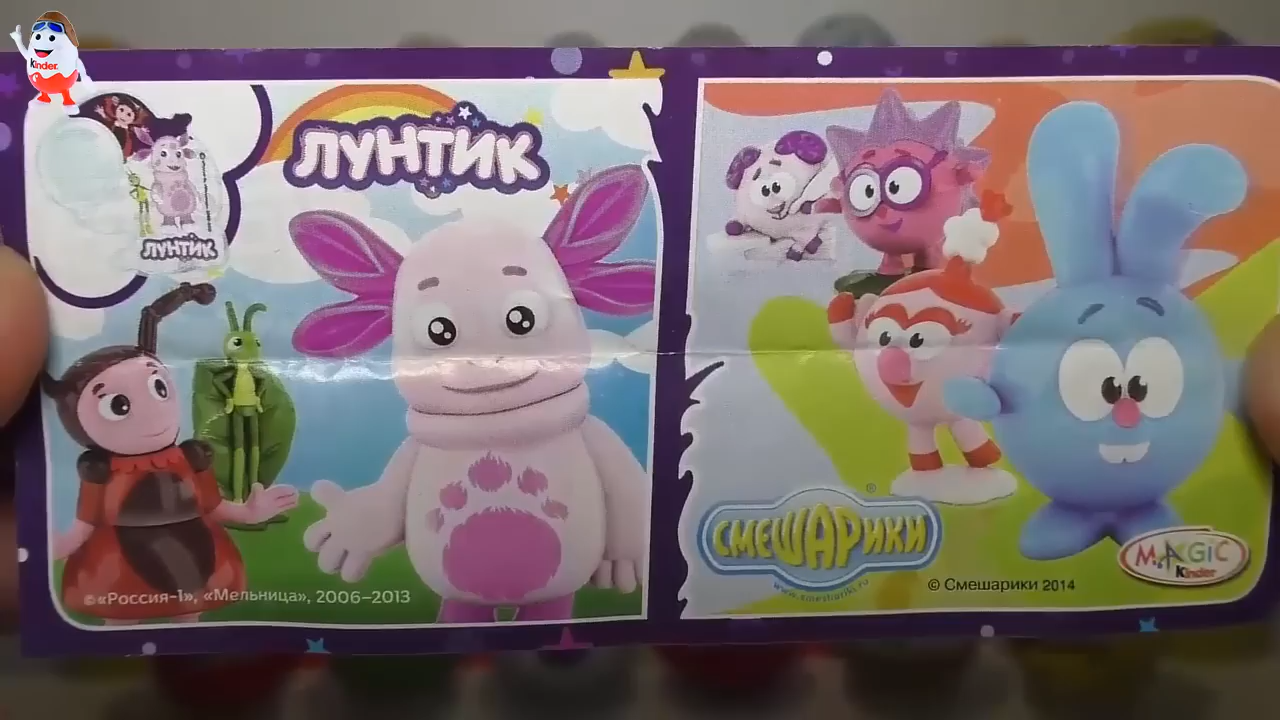 Kinder
ЛУНТИК
ЛУНТИК
©«Россия-1», «Мельница», 2006–2013
СМЕШАРИКИ®
www.smeshariki.ru
© Смешарики 2014
MAGIC
Kinder